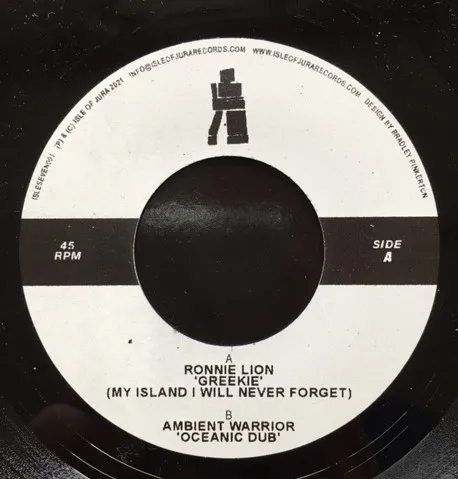 ISLESEVEN001 (P) & (C) ISLE OF JURA 2021 INFO@ISLEOFJURARECORDS.COM WWW.ISLEOFJURARECORDS.COM DESIGN BY BRADLEY PINKERTON
45
RPM
SIDE
A
A
RONNIE LION
'GREEKIE'
(MY ISLAND I WILL NEVER FORGET)
B
AMBIENT WARRIOR
'OCEANIC DUB'